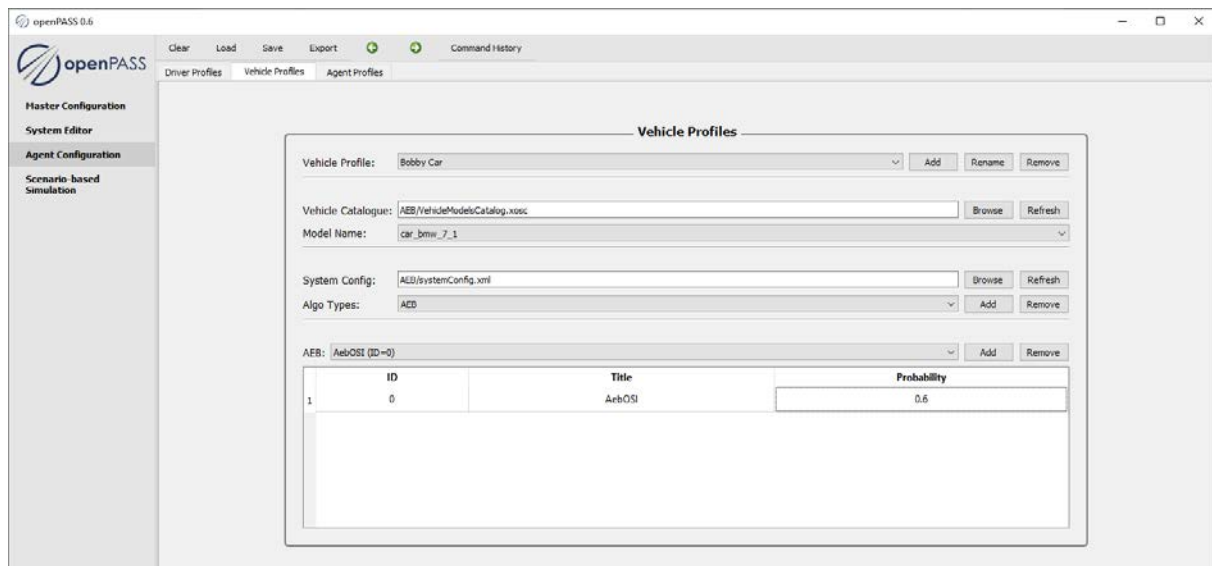 openPASS 0.6
openPASS
Clear Load Save Export Command History
Driver Profiles Vehicle Profiles Agent Profiles
Master Configuration
System Editor
Agent Configuration
Scenario-based
Simulation
Vehicle Profiles
Vehicle Profile: Bobby Car Add Rename Remove
Vehicle Catalogue: AEB/VehicleModelsCatalog.xosc Browse Refresh
Model Name: car_bmw_7_1
System Config: AEB/systemConfig.xml Browse Refresh
Algo Types: AEB Add Remove
AEB: AebOSI (ID=0) Add Remove
ID Title Probability
1 0 AebOSI 0.6